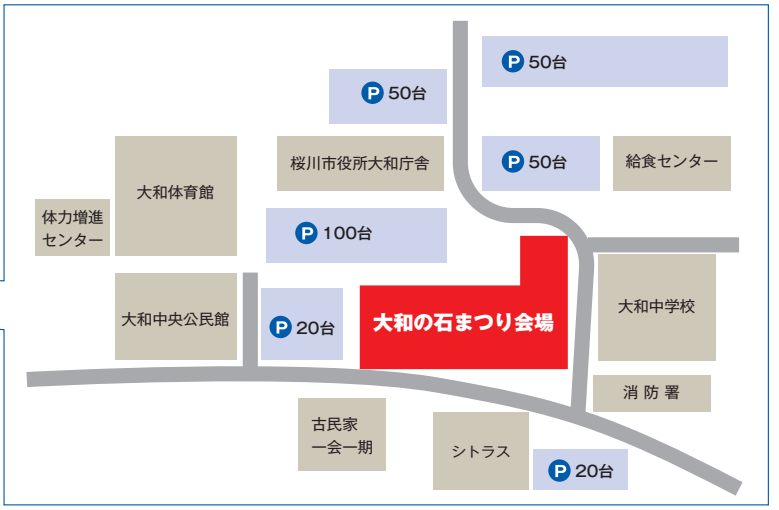 P 50台
P 50台
桜川市役所大和庁舎
P 50台
給食センター
大和体育館
体力増進
センター
P 100台
大和中央公民館
P 20台
大和の石まつり会場
大和中学校
消防署
古民家
一会一期
シトラス
P 20台